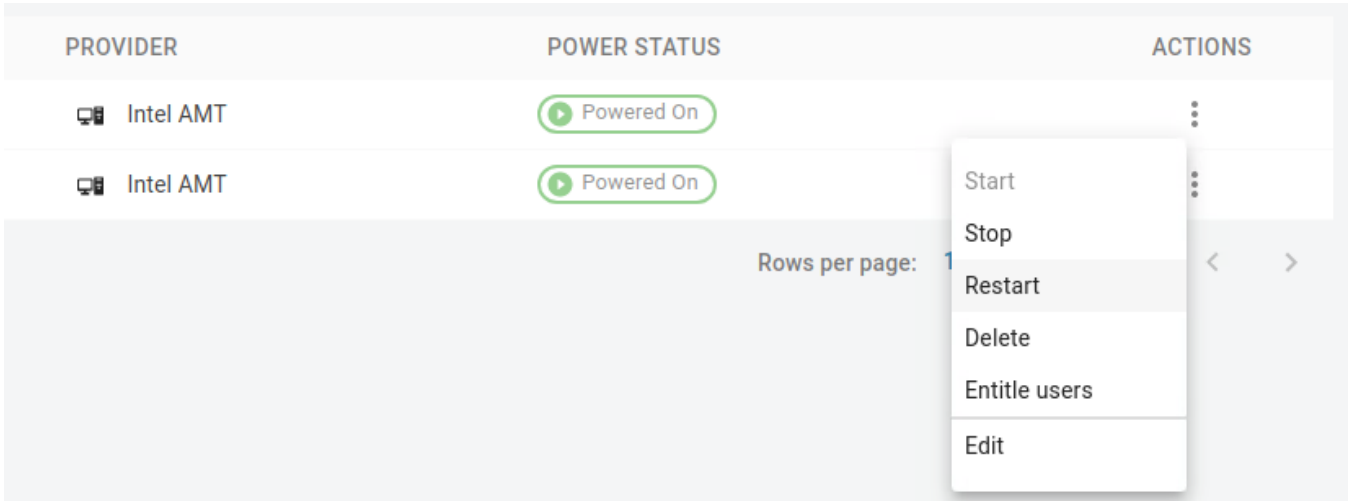 PROVIDER POWER STATUS ACTIONS
Intel AMT Powered On
Intel AMT Powered On
Start
Stop
Rows per page: 1
Restart
Delete
Entitle users
Edit